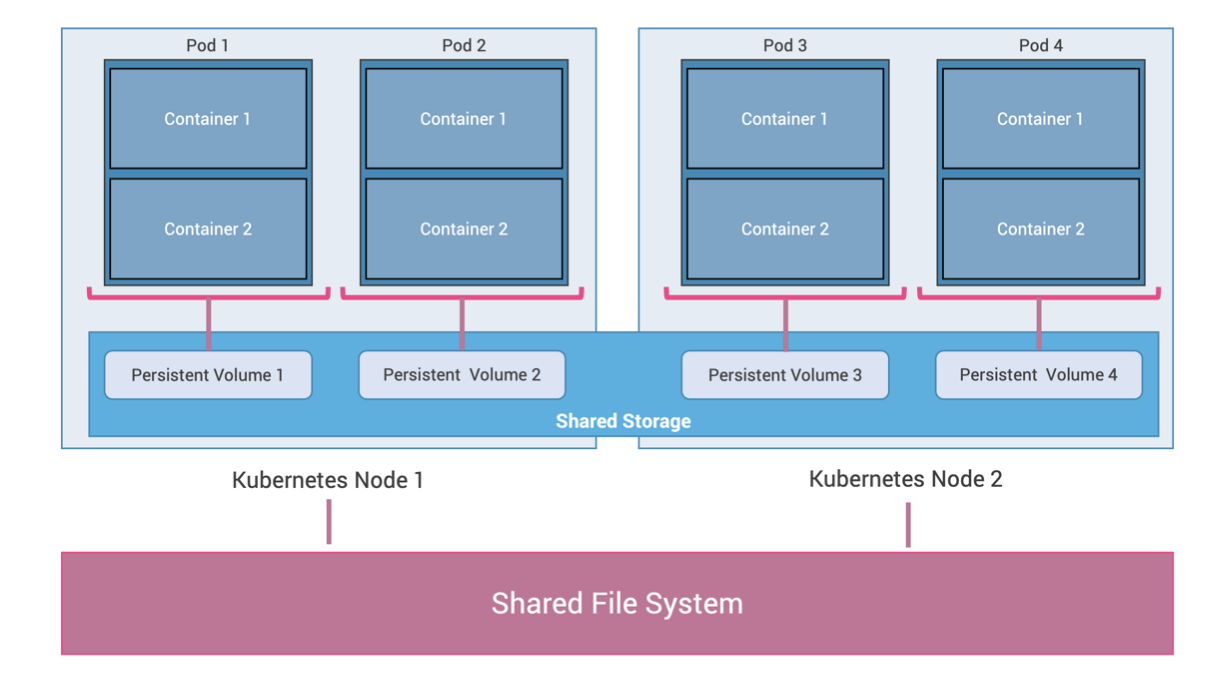 Pod 1
Pod 2
Pod 3
Pod 4
Container 1
Container 1
Container 1
Container 1
Container 2
Container 2
Container 2
Container 2
Persistent Volume 1
Persistent Volume 2
Persistent Volume 3
Persistent Volume 4
Shared Storage
Kubernetes Node 1
Kubernetes Node 2
Shared File System